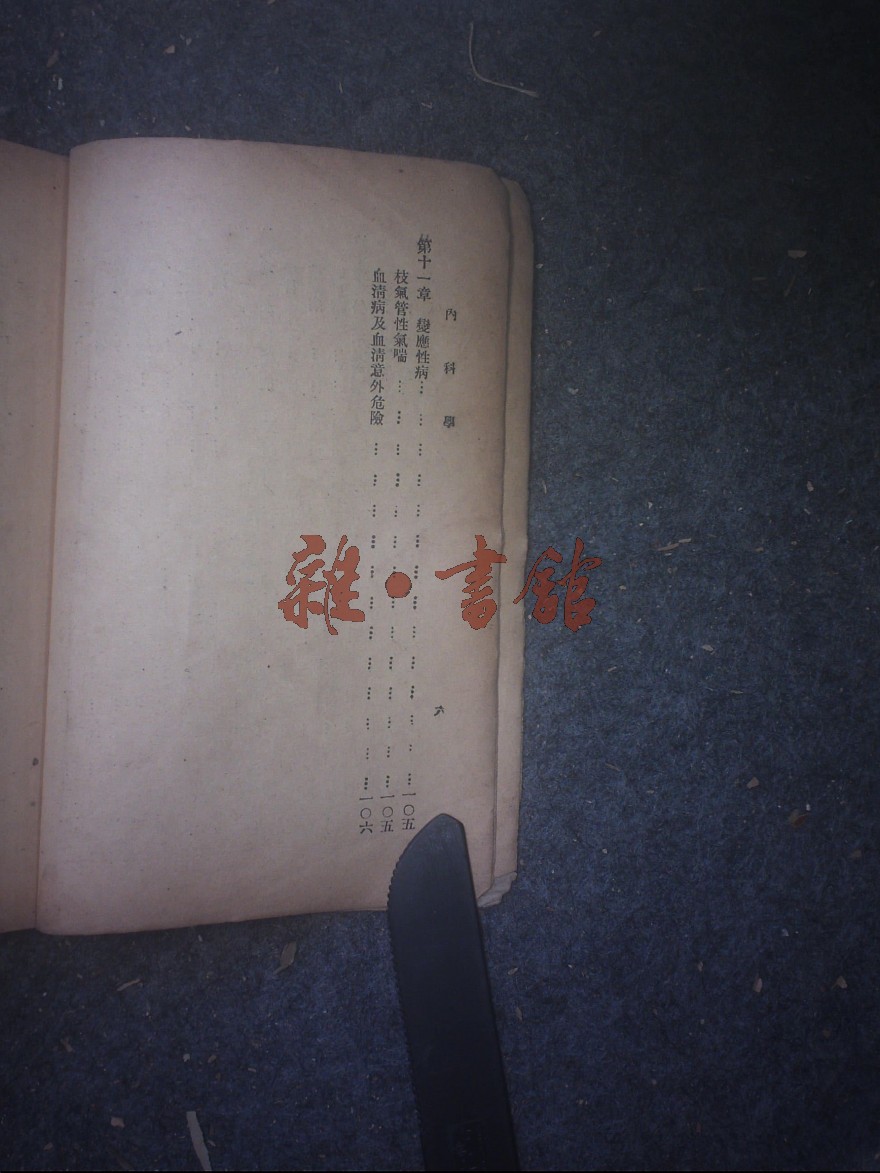 內科學
第十一章　變應性病……一〇五
枝氣管性氣喘……一〇五
血淸病及血淸意外危險……一〇六
六
雜·書館